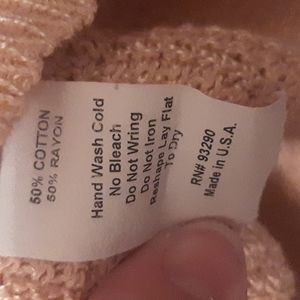 50% COTTON
50% RAYON
Hand Wash Cold
No Bleach
Do Not Wring
Do Not Iron
Reshape Lay Flat
To Dry
RN# 93290
Made in U.S.A.